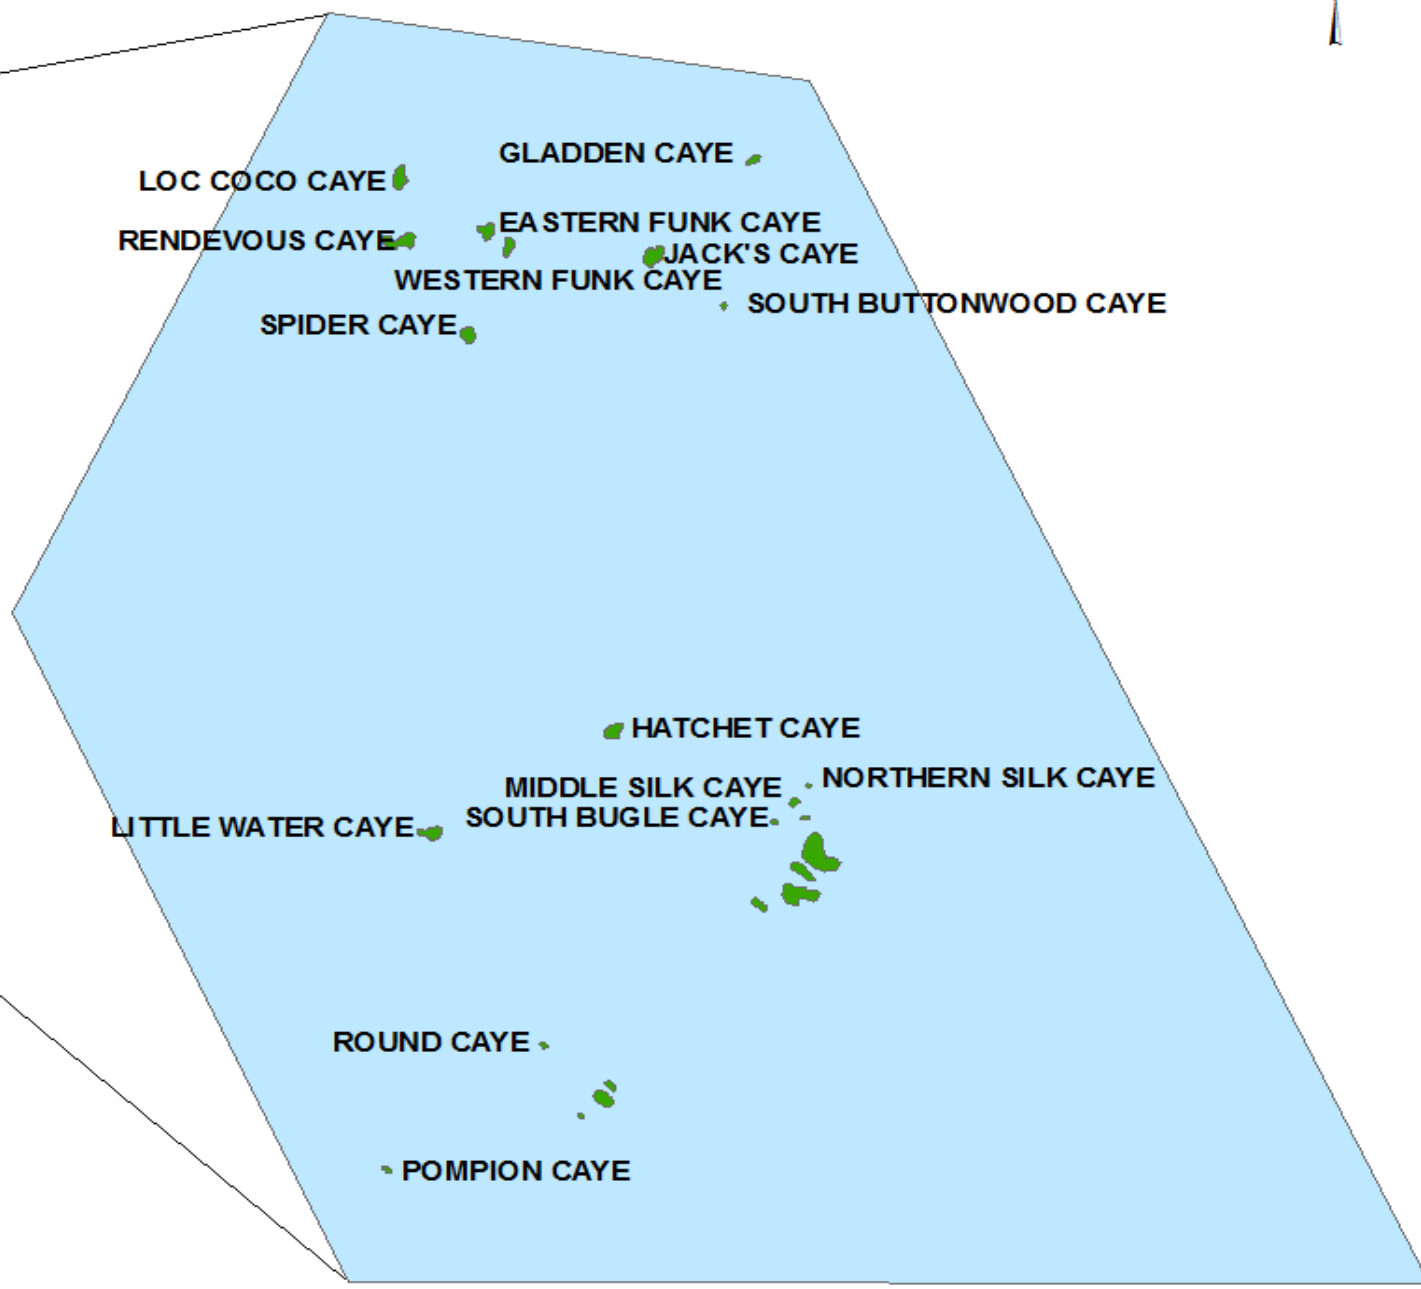 GLADDEN CAYE
LOC COCO CAYE
EASTERN FUNK CAYE
RENDEVOUS CAYE
JACK'S CAYE
WESTERN FUNK CAYE
SOUTH BUTTONWOOD CAYE
SPIDER CAYE
HATCHET CAYE
NORTHERN SILK CAYE
MIDDLE SILK CAYE
SOUTH BUGLE CAYE
LITTLE WATER CAYE
ROUND CAYE
POMPION CAYE